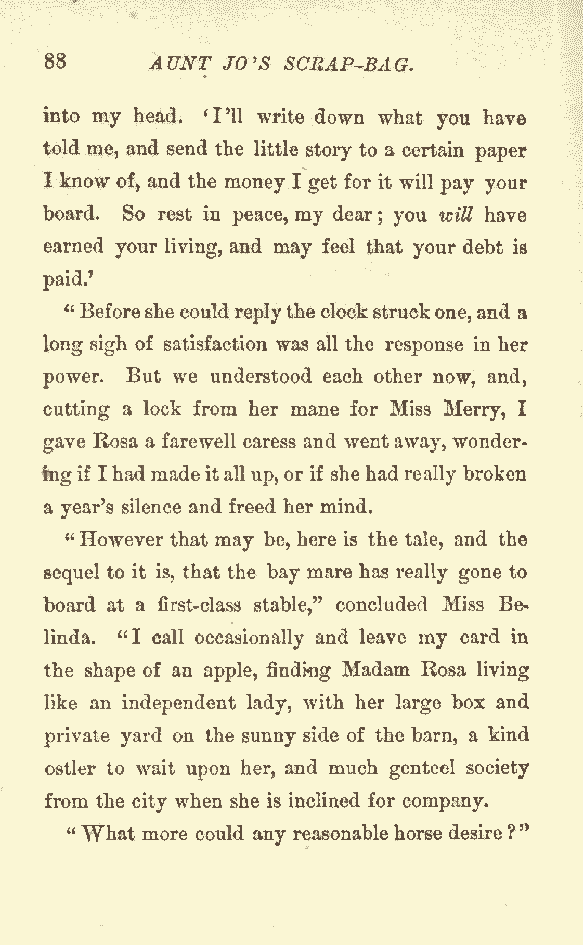 88 AUNT JO'S SCRAP-BAG.
into my head. 'I'll write down what you have
told me, and send the little story to a certain paper
I know of, and the money I get for it will pay your
board. So rest in peace, my dear; you will have
earned your living, and may feel that your debt is
paid.'
"Before she could reply the clock struck one, and a
long sigh of satisfaction was all the response in her
power. But we understood each other now, and,
cutting a lock from her mane for Miss Merry, I
gave Rosa a farewell caress and went away, wonder-
ing if I had made it all up, or if she had really broken
a year's silence and freed her mind.
"However that may be, here is the tale, and the
sequel to it is, that the bay mare has really gone to
board at a first-class stable," concluded Miss Be-
linda. "I call occasionally and leave my card in
the shape of an apple, finding Madam Rosa living
like an independent lady, with her large box and
private yard on the sunny side of the barn, a kind
ostler to wait upon her, and much genteel society
from the city when she is inclined for company.
"What more could any reasonable horse desire?"